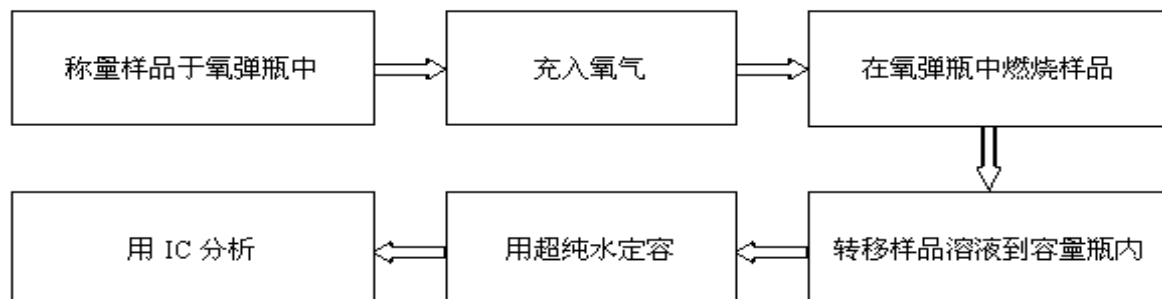 称量样品于氧弹瓶中
充入氧气
在氧弹瓶中燃烧样品
转移样品溶液到容量瓶内
用超纯水定容
用 IC 分析